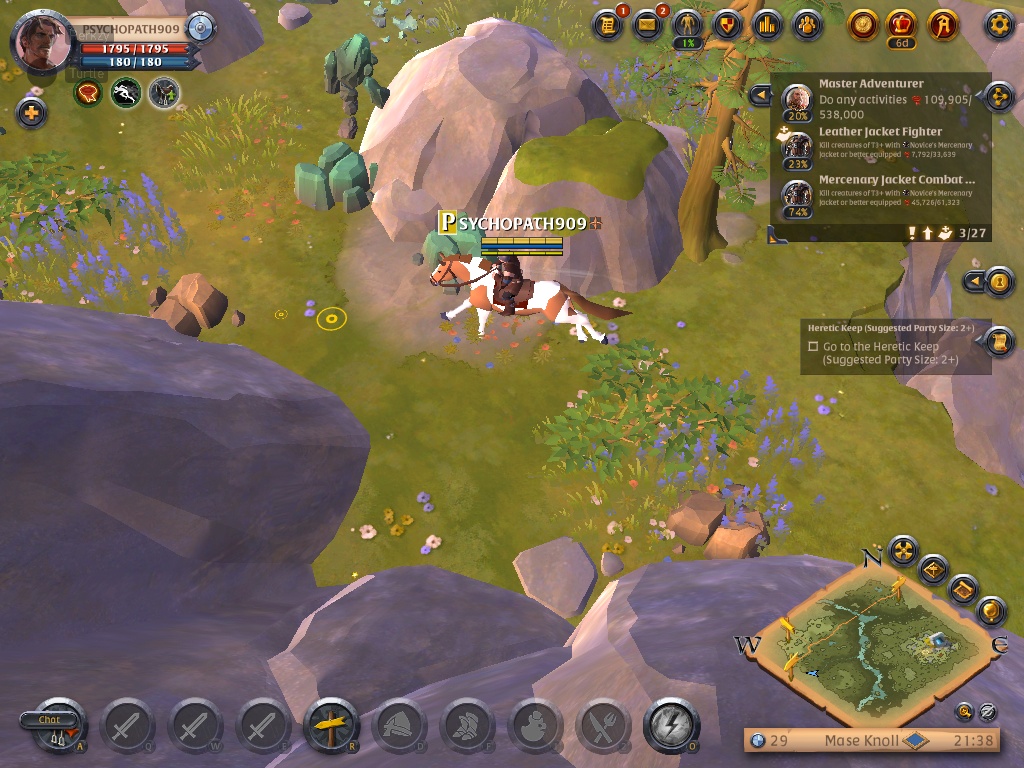 PSYCHOPATH909
1795/1795
180/180
Turtle
1
2
1%
6d
Master Adventurer
Do any activities 109,905/
538,000
20%
Leather Jacket Fighter
Kill creatures of T3+ with Novice's Mercenary
Jacket or better equipped 7,792/33,639
23%
Mercenary Jacket Combat ...
Kill creatures of T3+ with Novice's Mercenary
Jacket or better equipped 45,726/61,323
74%
3/27
P SYCHOPATH909
Heretic Keep (Suggested Party Size: 2+)
Go to the Heretic Keep
(Suggested Party Size: 2+)
N
W
E
Chat
A Q W E R D F O
29 Mase Knoll 21:38